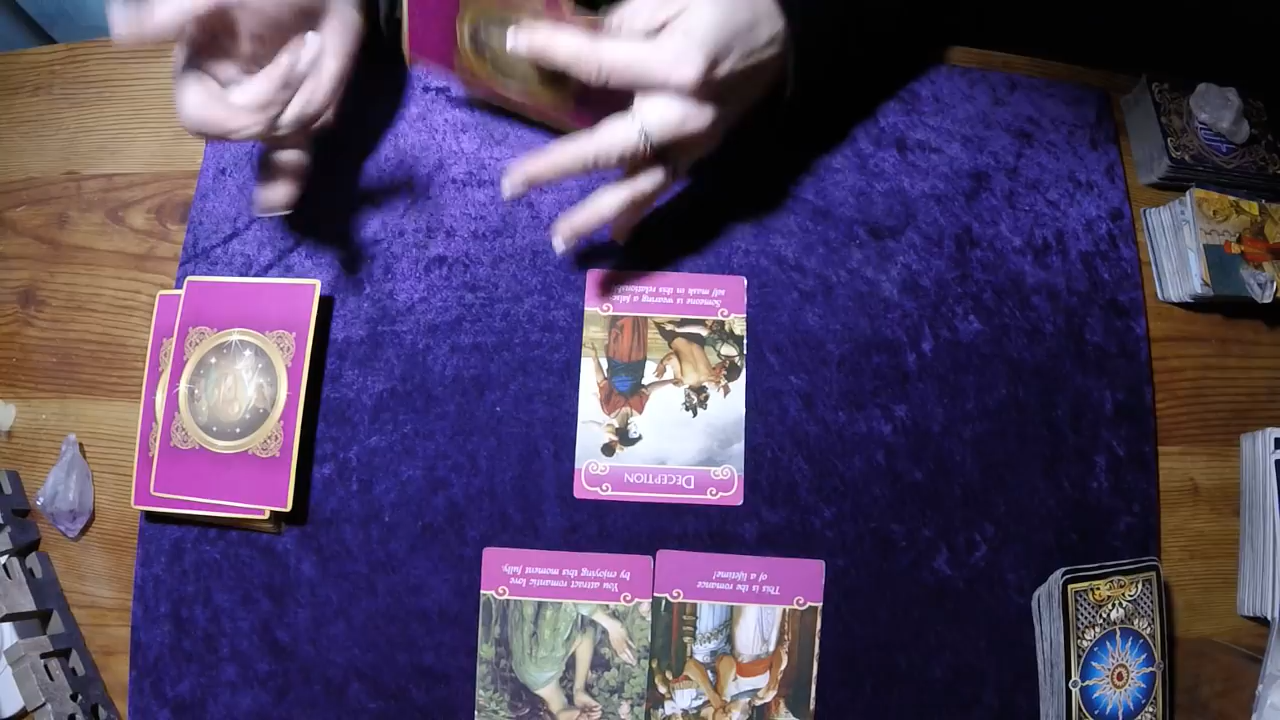 Someone is wearing a false
self mask in this relationship
DECEPTION
You attract romantic love
by enjoying this moment fully.
This is the romance
of a lifetime!